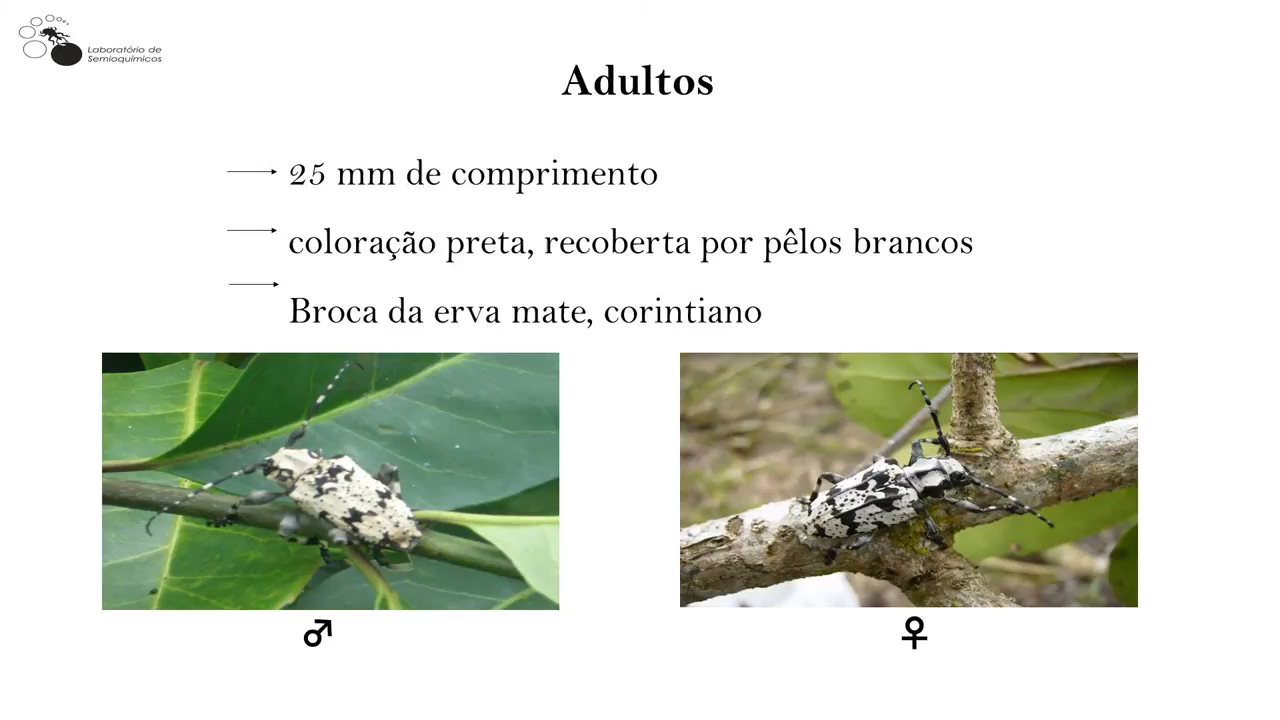 Laboratório de
Semioquímicos
Adultos
25 mm de comprimento
coloração preta, recoberta por pêlos brancos
Broca da erva mate, corintiano
♂
♀